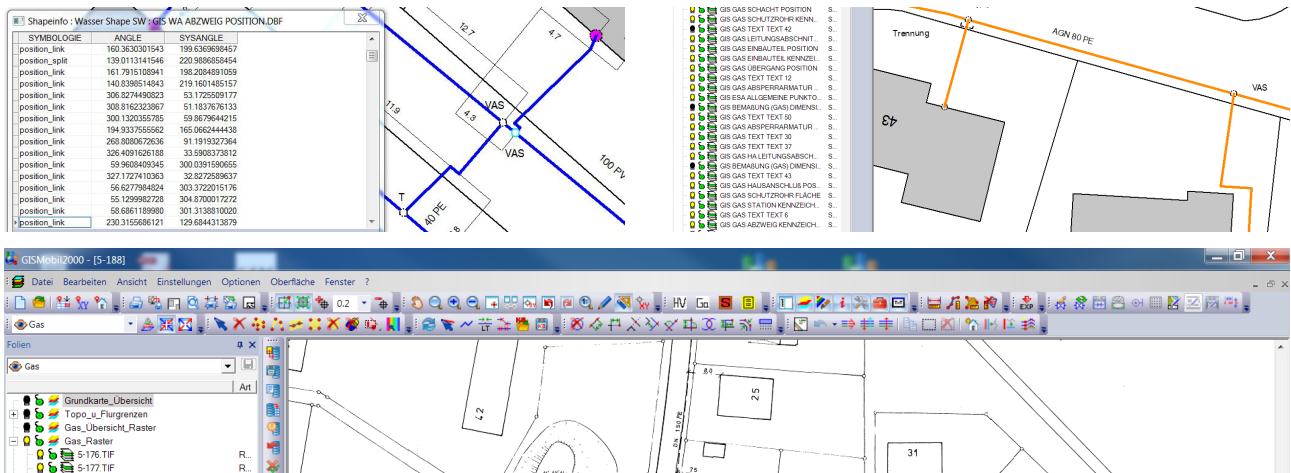 Shapeinfo : Wasser Shape SW : GIS WA ABZWEIG POSITION.DBF
SYMBOLOGIE ANGLE SYSANGLE
position_link 160.3630301543 199.6369698457
position_split 139.0113141546 220.9886858454
position_link 161.7915108941 198.2084891059
position_link 140.8398514843 219.1601485157
position_link 306.8274490823 53.1725509177
position_link 308.8162323867 51.1837676133
position_link 300.1320355785 59.8679644215
position_link 194.9337555562 165.0662444438
position_link 268.8080672636 91.1919327364
position_link 326.4091626188 33.5908373812
position_link 59.9608409345 300.0391590655
position_link 327.1727410363 32.8272589637
position_link 56.6277984824 303.3722015176
position_link 55.1299982728 304.8700017272
position_link 58.6861189980 301.3138810020
position_link 230.3155686121 129.6844313879
12.7
4.7
11.9
4.3
VAS
VAS
100 PV
T
40 PE
GIS GAS SCHACHT POSITION S...
GIS GAS SCHUTZROHR KENN... S...
GIS GAS TEXT TEXT 42 S...
GIS GAS LEITUNGSABSCHNIT... S...
GIS GAS EINBAUTEIL POSITION S...
GIS GAS EINBAUTEIL KENNZEI... S...
GIS GAS ÜBERGANG POSITION S...
GIS GAS TEXT TEXT 12 S...
GIS GAS ABSPERRARMATUR ... S...
GIS ESA ALLGEMEINE PUNKTO... S...
GIS BEMAßUNG (GAS) DIMENSI... S...
GIS GAS TEXT TEXT 50 S...
GIS GAS ABSPERRARMATUR ... S...
GIS GAS TEXT TEXT 30 S...
GIS GAS TEXT TEXT 37 S...
GIS GAS HA LEITUNGSABSCH... S...
GIS BEMAßUNG (GAS) DIMENSI... S...
GIS GAS TEXT TEXT 43 S...
GIS GAS HAUSANSCHLUß POS... S...
GIS GAS SCHUTZROHR FLÄCHE S...
GIS GAS STATION KENNZEICH... S...
GIS GAS TEXT TEXT 6 S...
GIS GAS ABZWEIG KENNZEICH... S...
Trennung
AGN 80 PE
VAS
43
GISMobil2000 - [5-188]
Datei Bearbeiten Ansicht Einstellungen Optionen Oberfläche Fenster ?
0.2
Gas
Folien
Gas
Art
Grundkarte_Übersicht
Topo_u_Flurgrenzen
Gas_Übersicht_Raster
Gas_Raster
5-176.TIF R...
5-177.TIF R...
42
DN 150 PE
8.0
25
75
31